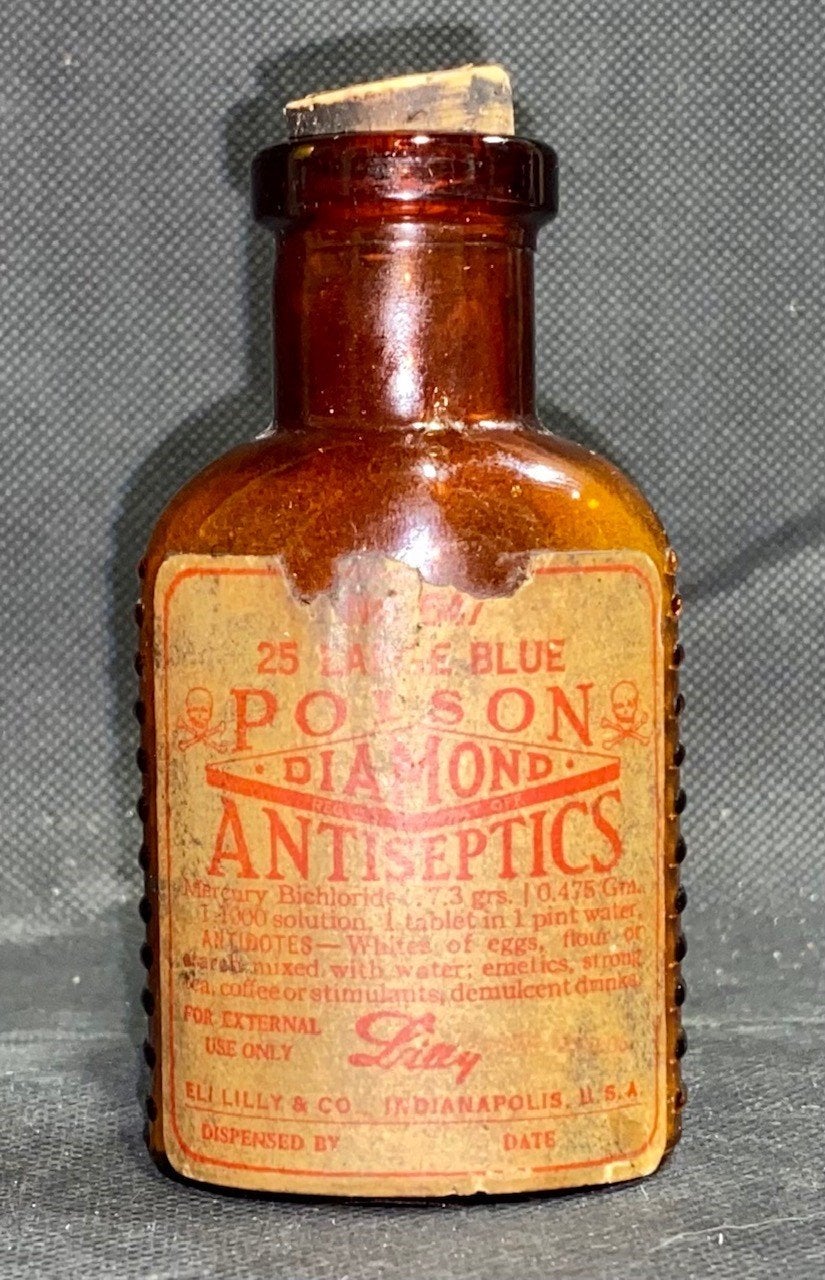 25 LARGE BLUE
POISON
· DIAMOND ·
ANTISEPTICS
Mercury Bichloride, 7.3 grs. | 0.475 Gm.
1-1000 solution, 1 tablet in 1 pint water.
ANTIDOTES—Whites of eggs, flour or
starch mixed with water; emetics, strong
tea, coffee or stimulants, demulcent drinks.
FOR EXTERNAL
USE ONLY
Lilly
ELI LILLY & CO., INDIANAPOLIS, U.S.A.
DISPENSED BY DATE